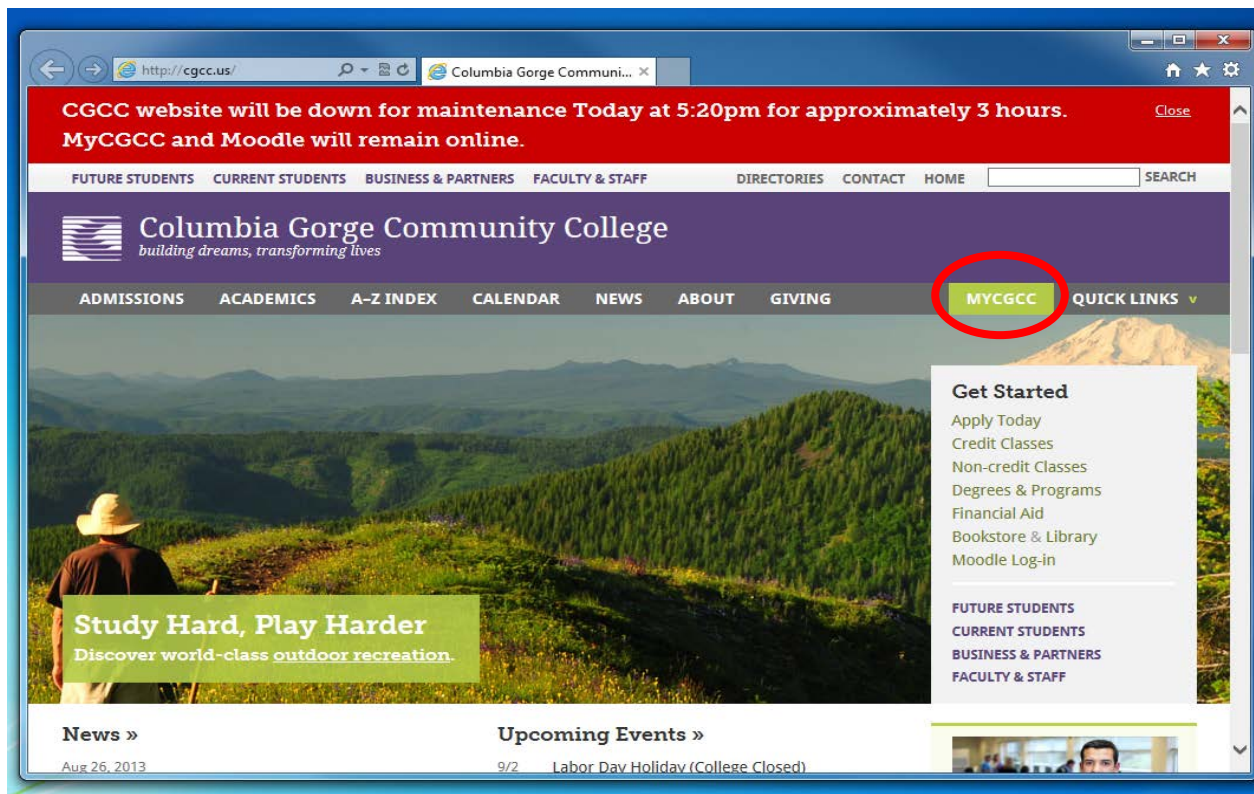 http://cgcc.us/
Columbia Gorge Communi...
CGCC website will be down for maintenance Today at 5:20pm for approximately 3 hours.
MyCGCC and Moodle will remain online.
Close
FUTURE STUDENTS CURRENT STUDENTS BUSINESS & PARTNERS FACULTY & STAFF DIRECTORIES CONTACT HOME SEARCH
Columbia Gorge Community College
building dreams, transforming lives
ADMISSIONS ACADEMICS A–Z INDEX CALENDAR NEWS ABOUT GIVING MYCGCC QUICK LINKS v
Get Started
Apply Today
Credit Classes
Non-credit Classes
Degrees & Programs
Financial Aid
Bookstore & Library
Moodle Log-in
FUTURE STUDENTS
CURRENT STUDENTS
BUSINESS & PARTNERS
FACULTY & STAFF
Study Hard, Play Harder
Discover world-class outdoor recreation.
News »
Aug 26, 2013
Upcoming Events »
9/2 Labor Day Holiday (College Closed)